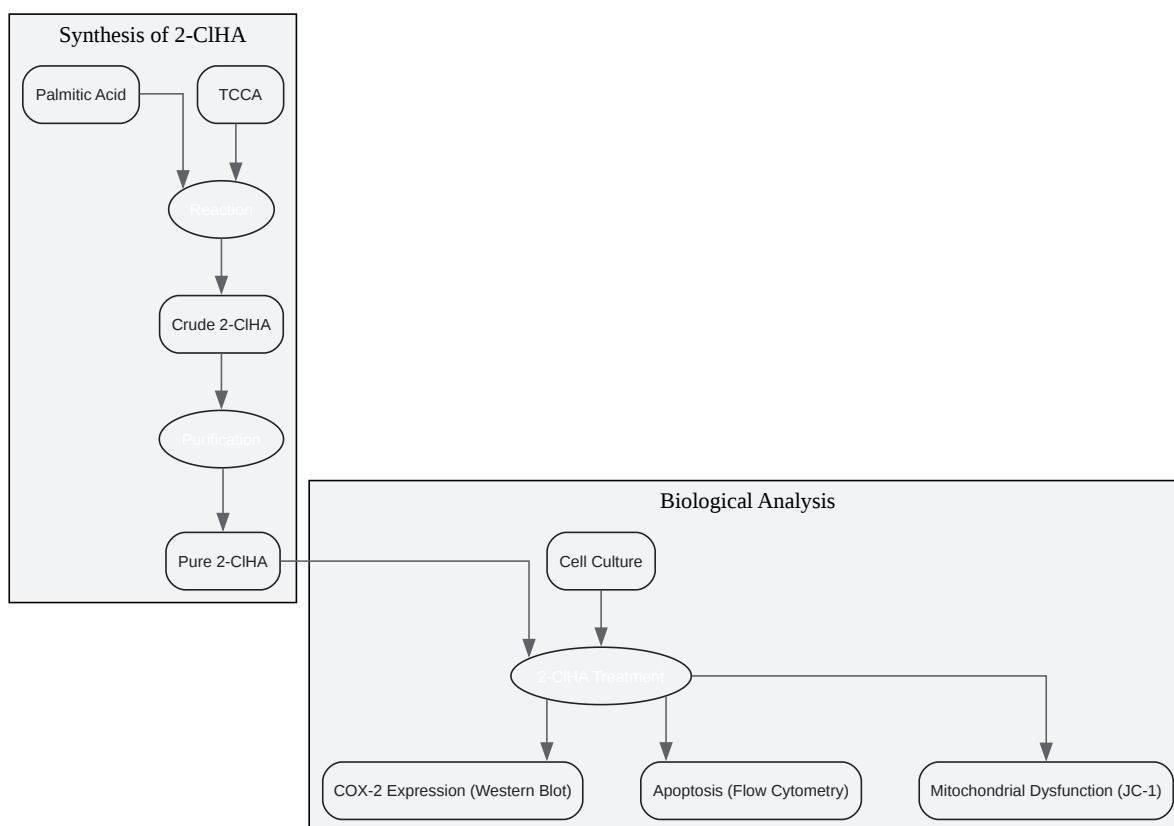 Synthesis of 2-ClHA
Palmitic Acid
TCCA
Reaction
Crude 2-ClHA
Purification
Pure 2-ClHA
Biological Analysis
Cell Culture
2-ClHA Treatment
COX-2 Expression (Western Blot)
Apoptosis (Flow Cytometry)
Mitochondrial Dysfunction (JC-1)